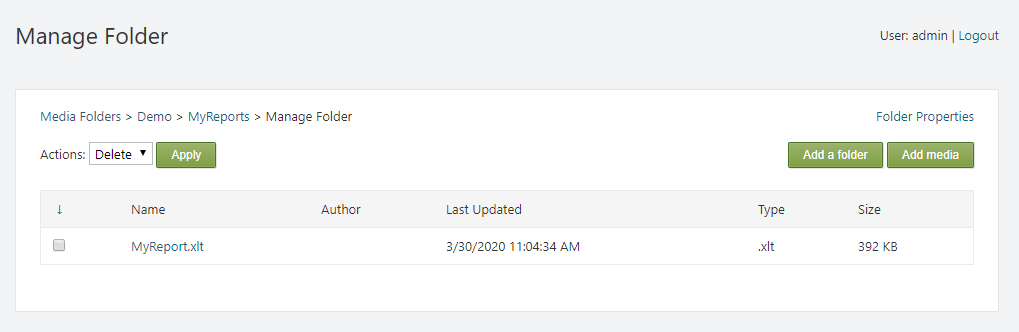 Manage Folder
User: admin | Logout
Media Folders > Demo > MyReports > Manage Folder
Folder Properties
Actions: Delete Apply
Add a folder Add media
↓ Name Author Last Updated Type Size
MyReport.xlt 3/30/2020 11:04:34 AM .xlt 392 KB